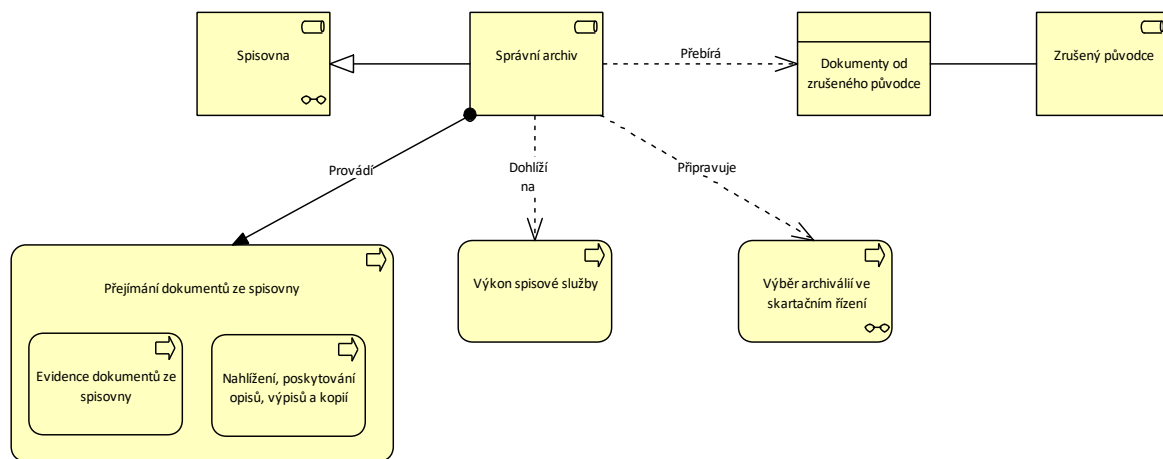 Spisovna
Správní archiv
Přebírá
Dokumenty od
zrušeného původce
Zrušený původce
Provádí
Dohlíží
na
Připravuje
Přejímání dokumentů ze spisovny
Výkon spisové služby
Výběr archiválií ve
skartačním řízení
Evidence dokumentů ze
spisovny
Nahlížení, poskytování
opisů, výpisů a kopií